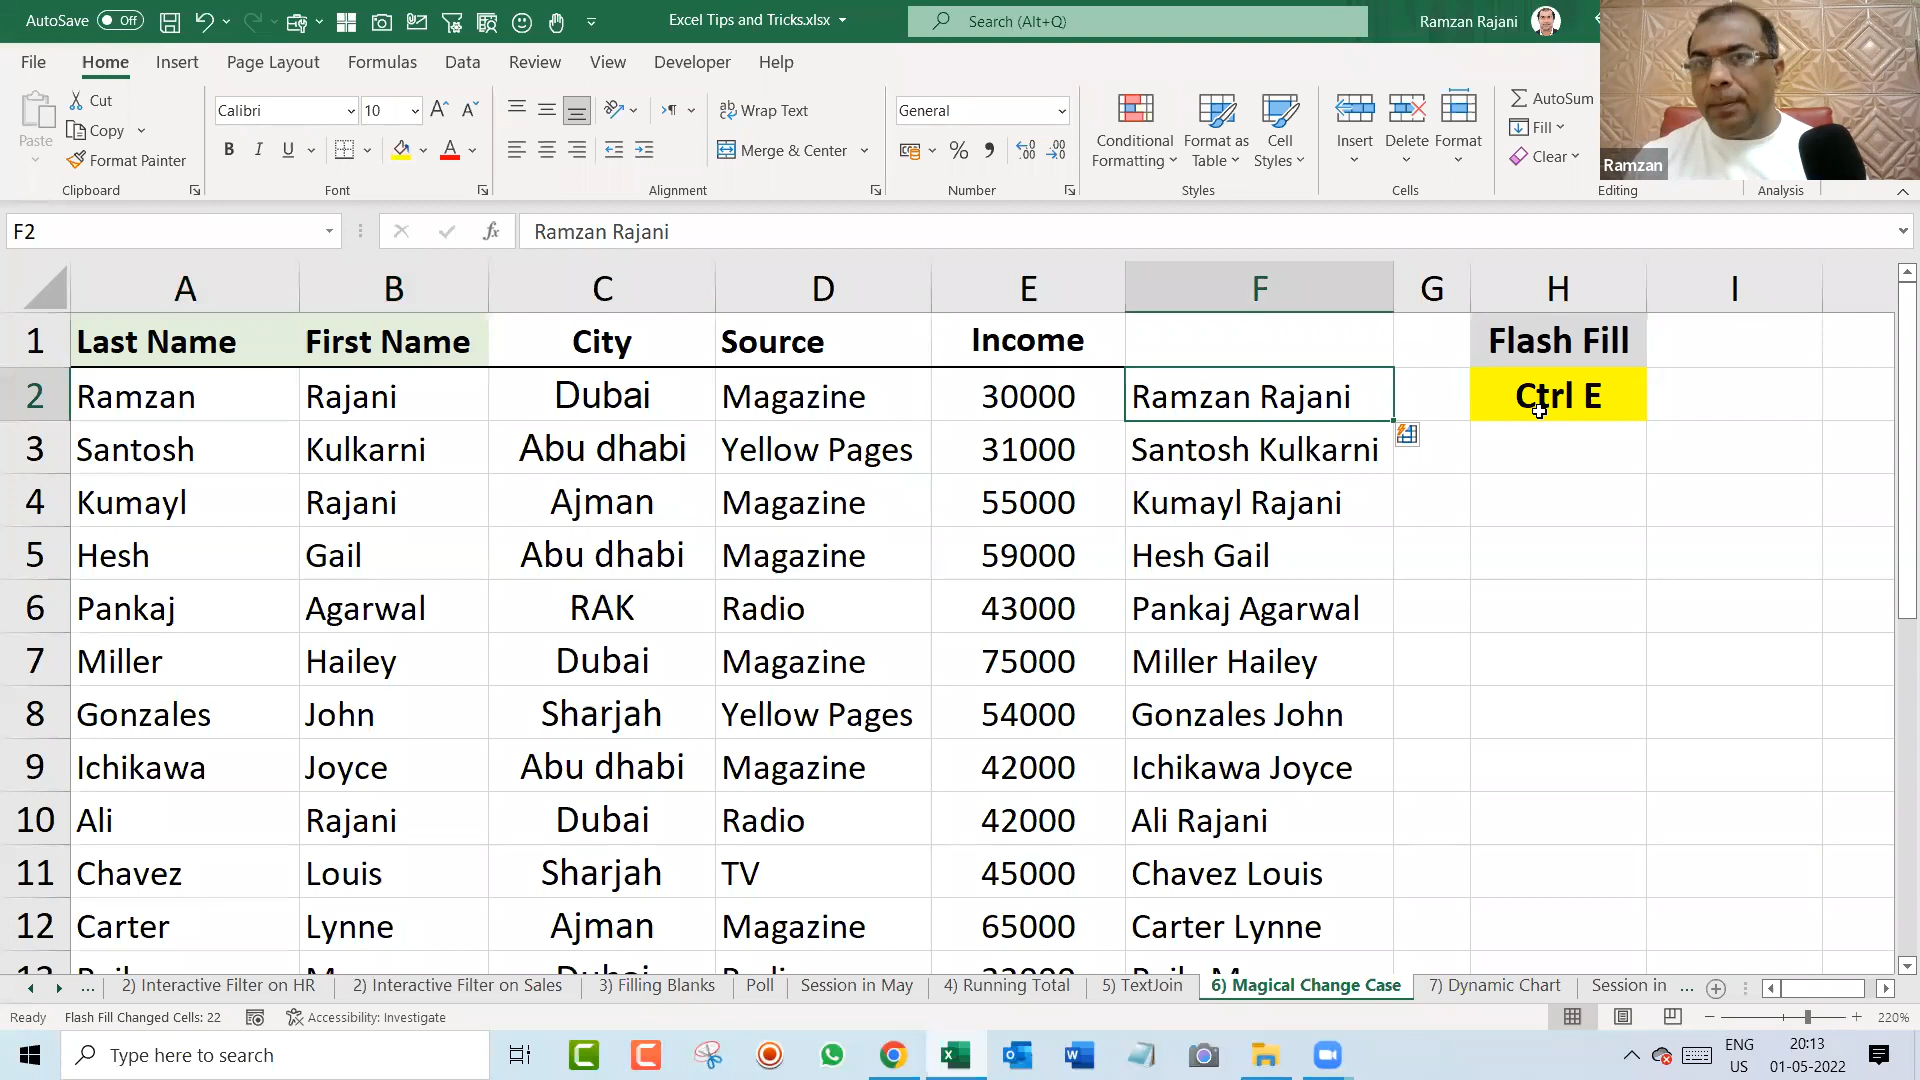 AutoSave Off Excel Tips and Tricks.xlsx Search (Alt+Q) Ramzan Rajani
File Home Insert Page Layout Formulas Data Review View Developer Help
Paste Cut Copy Format Painter
Calibri 10
B I U
Wrap Text
Merge & Center
General
Conditional Formatting
Format as Table
Cell Styles
Insert Delete Format
AutoSum
Fill
Clear
Ramzan
Clipboard Font Alignment Number Styles Cells Editing Analysis
F2 fx Ramzan Rajani
A B C D E F G H I
1 Last Name First Name City Source Income Flash Fill
2 Ramzan Rajani Dubai Magazine 30000 Ramzan Rajani Ctrl E
3 Santosh Kulkarni Abu dhabi Yellow Pages 31000 Santosh Kulkarni
4 Kumayl Rajani Ajman Magazine 55000 Kumayl Rajani
5 Hesh Gail Abu dhabi Magazine 59000 Hesh Gail
6 Pankaj Agarwal RAK Radio 43000 Pankaj Agarwal
7 Miller Hailey Dubai Magazine 75000 Miller Hailey
8 Gonzales John Sharjah Yellow Pages 54000 Gonzales John
9 Ichikawa Joyce Abu dhabi Magazine 42000 Ichikawa Joyce
10 Ali Rajani Dubai Radio 42000 Ali Rajani
11 Chavez Louis Sharjah TV 45000 Chavez Louis
12 Carter Lynne Ajman Magazine 65000 Carter Lynne
... 2) Interactive Filter on HR 2) Interactive Filter on Sales 3) Filling Blanks Poll Session in May 4) Running Total 5) TextJoin 6) Magical Change Case 7) Dynamic Chart Session in ...
Ready Flash Fill Changed Cells: 22 Accessibility: Investigate 220%
Type here to search ENG US 20:13 01-05-2022